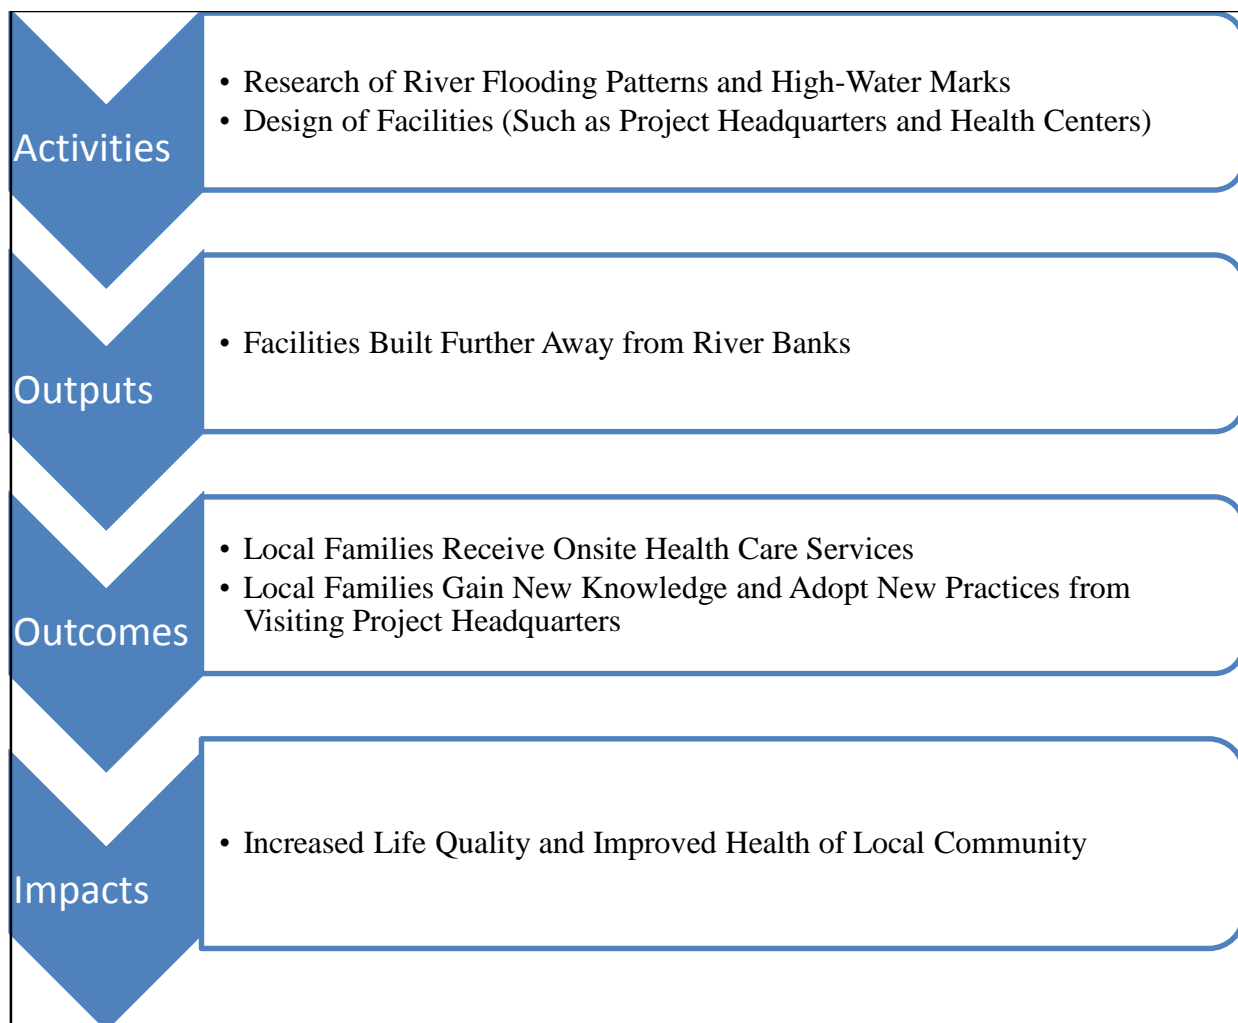 Activities
• Research of River Flooding Patterns and High-Water Marks
• Design of Facilities (Such as Project Headquarters and Health Centers)
Outputs
• Facilities Built Further Away from River Banks
Outcomes
• Local Families Receive Onsite Health Care Services
• Local Families Gain New Knowledge and Adopt New Practices from
Visiting Project Headquarters
Impacts
• Increased Life Quality and Improved Health of Local Community